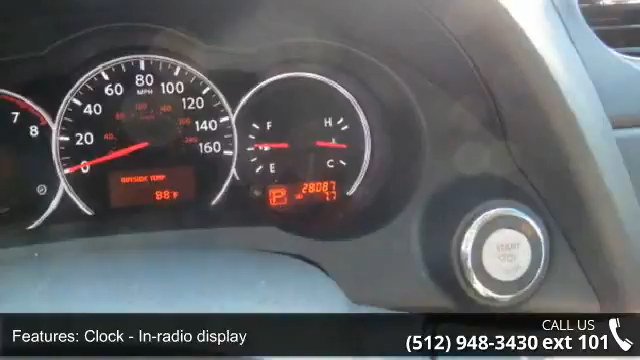 7
8
0
20
40
60
80
100
120
140
160
MPH
OUTSIDE TEMP
88°F
F
E
H
C
P
28087
77
START
STOP
Features: Clock - In-radio display
CALL US
(512) 948-3430 ext 101